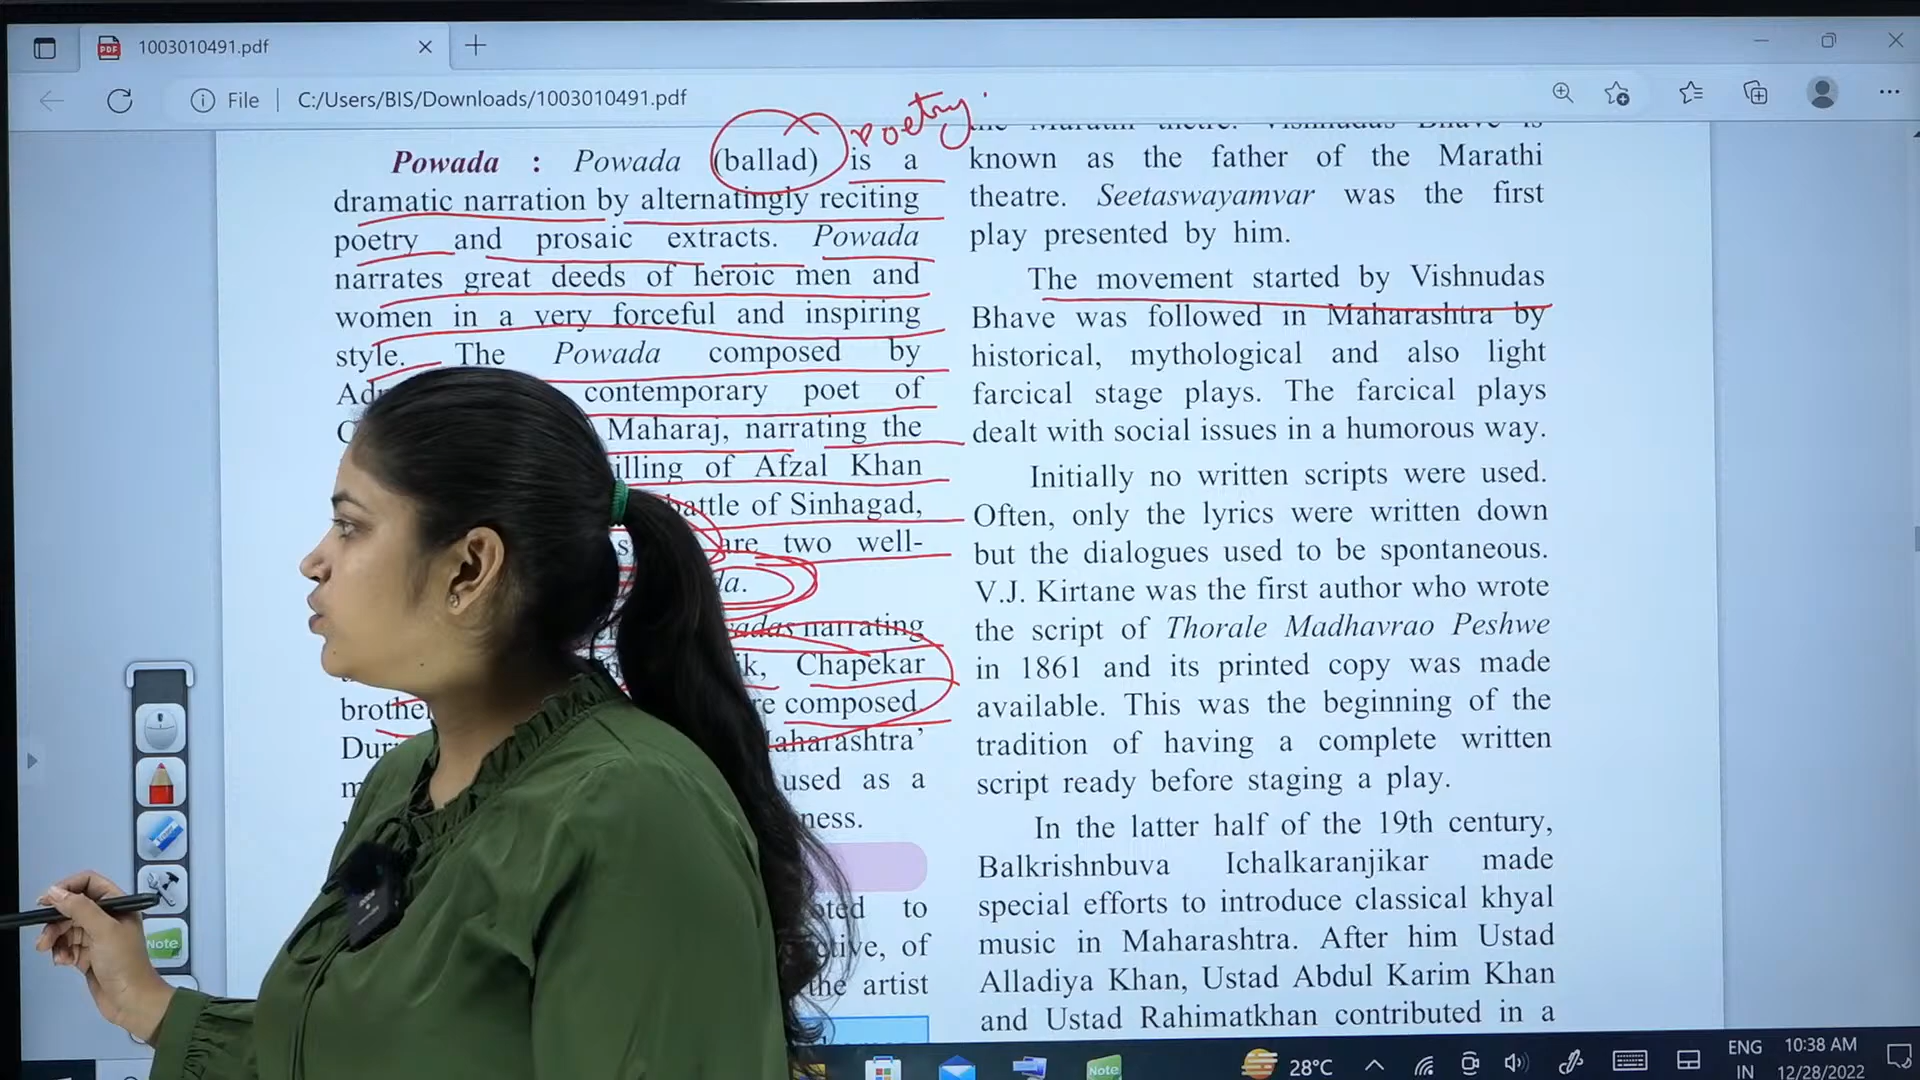 1003010491.pdf
File C:/Users/BIS/Downloads/1003010491.pdf
poetry.
Powada : Powada (ballad) is a
dramatic narration by alternatingly reciting
poetry and prosaic extracts. Powada
narrates great deeds of heroic men and
women in a very forceful and inspiring
style. The Powada composed by
contemporary poet of
Maharaj, narrating the
illing of Afzal Khan
battle of Sinhagad,
are two well-
da.
narrating
ik, Chapekar
brothe re composed.
Maharashtra'
used as a
ness.
oted to
ctive, of
the artist
known as the father of the Marathi
theatre. Seetaswayamvar was the first
play presented by him.
The movement started by Vishnudas
Bhave was followed in Maharashtra by
historical, mythological and also light
farcical stage plays. The farcical plays
dealt with social issues in a humorous way.
Initially no written scripts were used.
Often, only the lyrics were written down
but the dialogues used to be spontaneous.
V.J. Kirtane was the first author who wrote
the script of Thorale Madhavrao Peshwe
in 1861 and its printed copy was made
available. This was the beginning of the
tradition of having a complete written
script ready before staging a play.
In the latter half of the 19th century,
Balkrishnbuva Ichalkaranjikar made
special efforts to introduce classical khyal
music in Maharashtra. After him Ustad
Alladiya Khan, Ustad Abdul Karim Khan
and Ustad Rahimatkhan contributed in a
Note
Note
28°C
ENG
IN
10:38 AM
12/28/2022